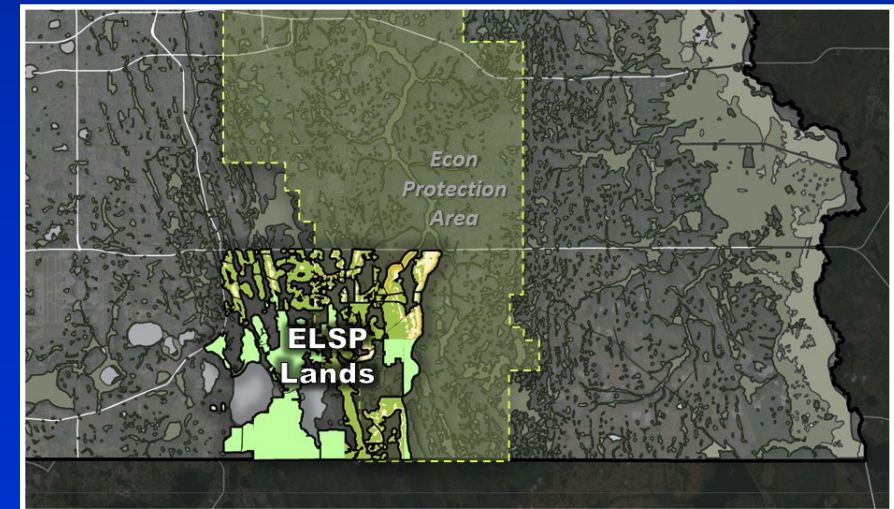 Econ
Protection
Area
ELSP
Lands